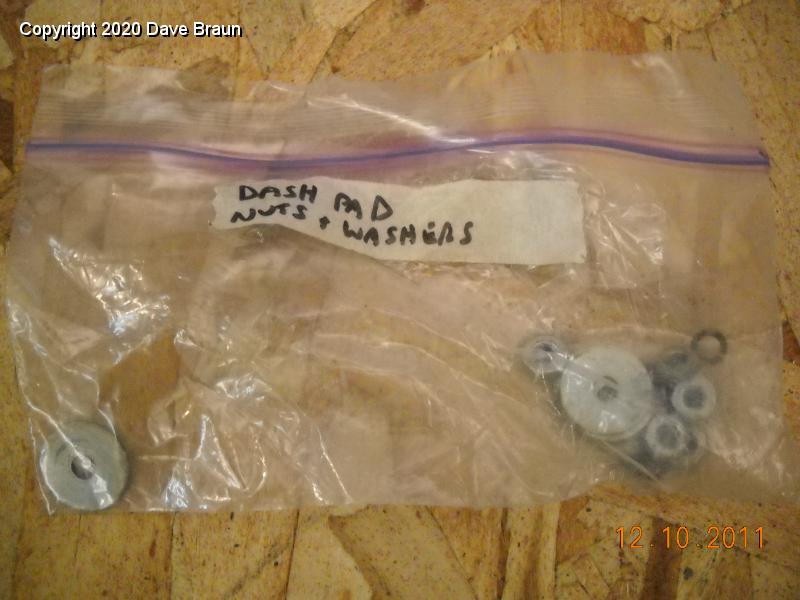 Copyright 2020 Dave Braun
DASH PAD
NUTS + WASHERS
12.10.2011